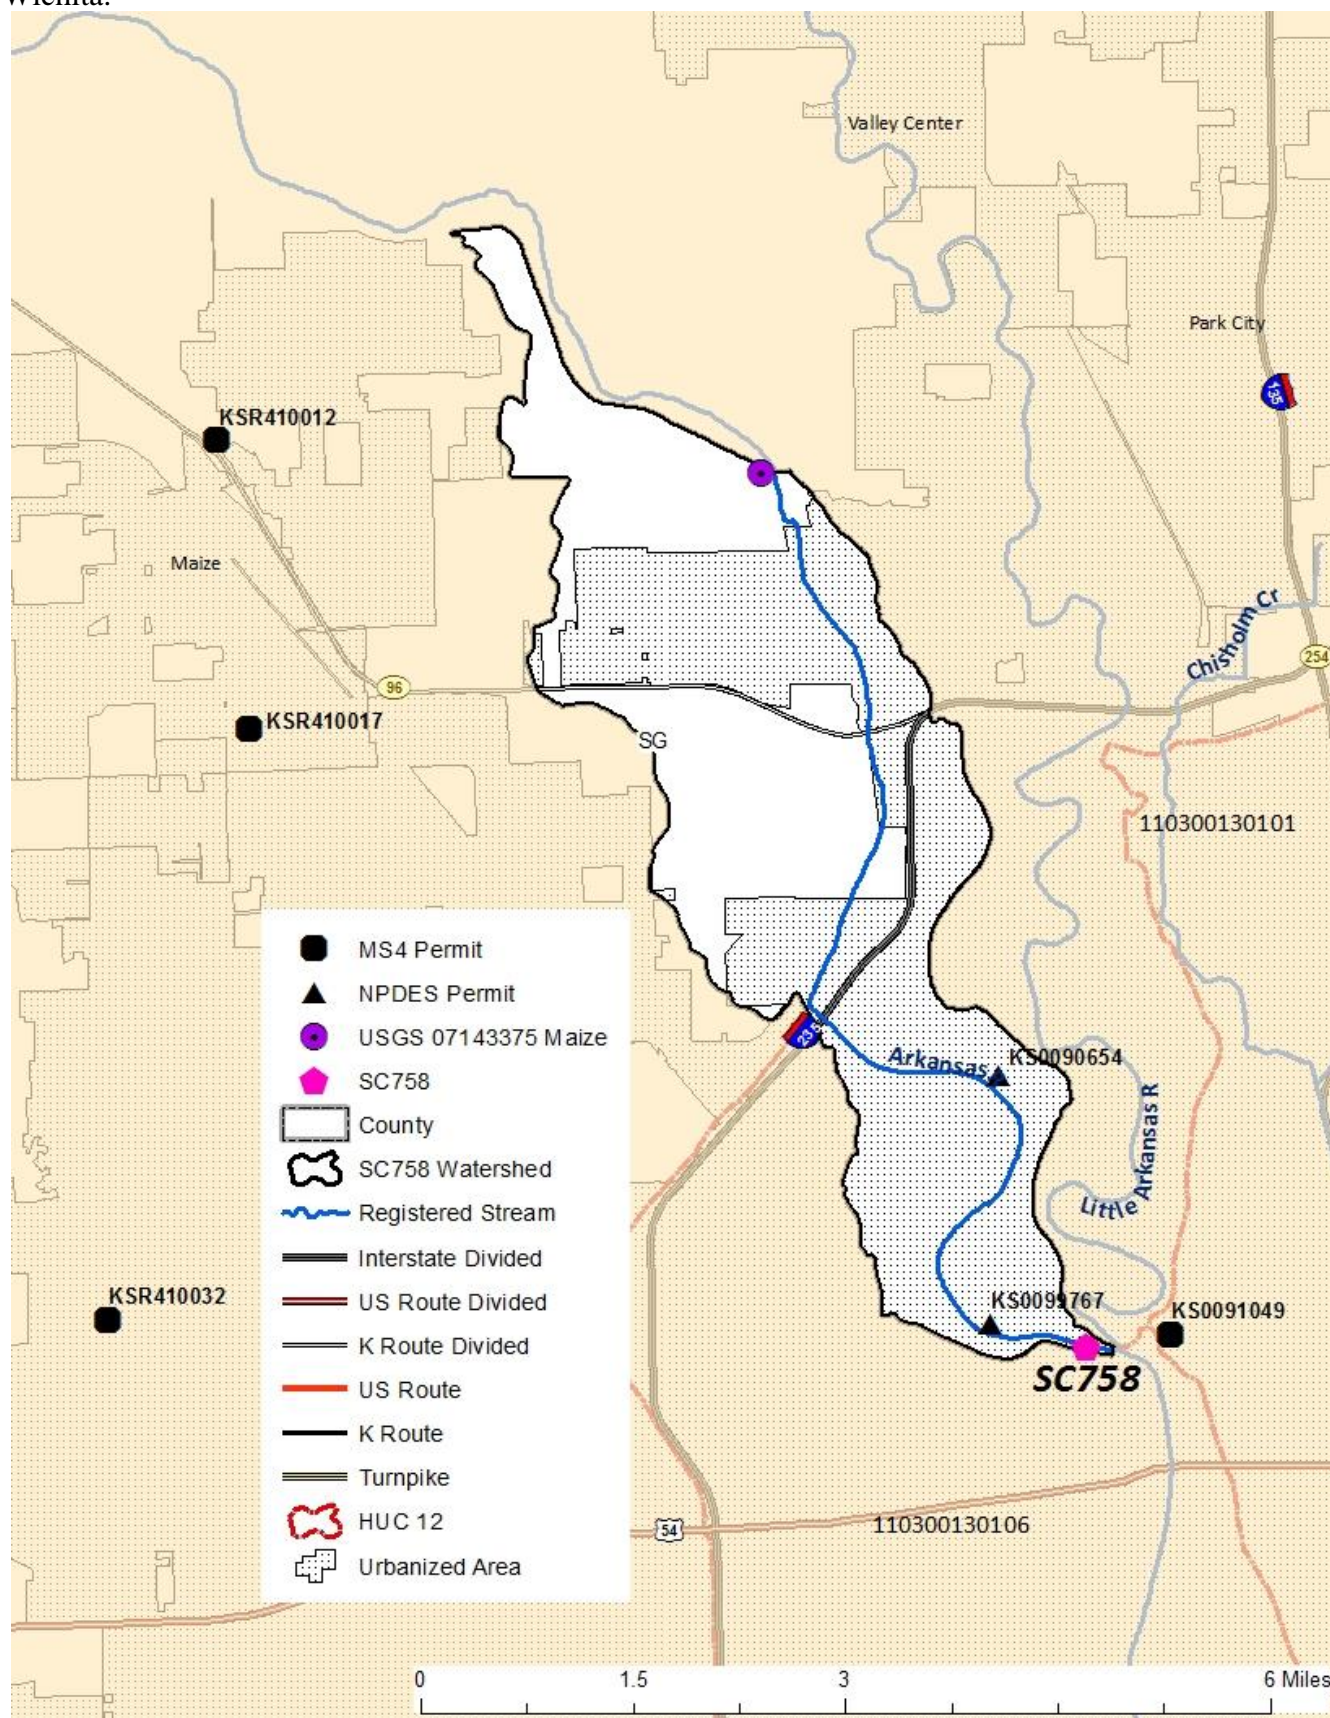 Wichita.
Valley Center
Park City
135
KSR410012
Maize
Chisholm Cr
254
96
KSR410017
SG
110300130101
MS4 Permit
NPDES Permit
USGS 07143375 Maize
SC758
County
SC758 Watershed
Registered Stream
Interstate Divided
US Route Divided
K Route Divided
US Route
K Route
Turnpike
HUC 12
Urbanized Area
235
Arkansas
KS0090654
Little Arkansas R
KSR410032
KS0099767
KS0091049
SC758
54
110300130106
0 1.5 3 6 Miles